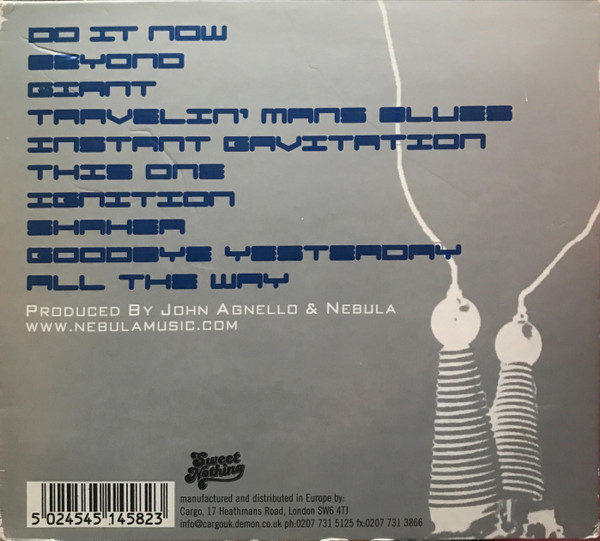 DO IT NOW
BEYOND
GIANT
TRAVELIN' MANS BLUES
INSTANT GAVITATION
THIS ONE
IGNITION
SHAKER
GOODBYE YESTERDAY
ALL THE WAY
PRODUCED BY JOHN AGNELLO & NEBULA
WWW.NEBULAMUSIC.COM
Sweet
Nothing
manufactured and distributed in Europe by:
Cargo, 17 Heathmans Road, London SW6 4TJ
info@cargouk.demon.co.uk ph:0207 731 5125 fx:0207 731 3866
5 024545 145823